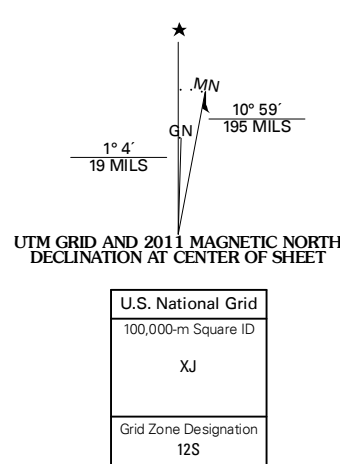 MN
10° 59´
195 MILS
GN
1° 4´
19 MILS
UTM GRID AND 2011 MAGNETIC NORTH
DECLINATION AT CENTER OF SHEET
U.S. National Grid
100,000-m Square ID
XJ
Grid Zone Designation
12S